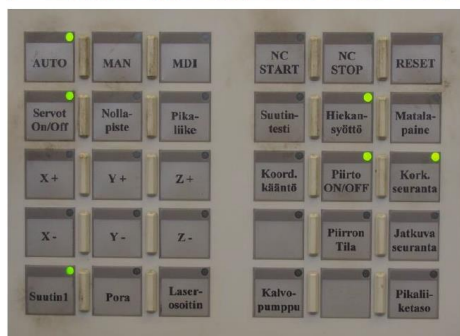 AUTO
MAN
MDI
NC
START
NC
STOP
RESET
Servot
On/Off
Nolla-
piste
Pika-
liike
Suutin-
testi
Hiekan-
syöttö
Matala-
paine
X +
Y +
Z +
Koord.
kääntö
Piirto
ON/OFF
Kork.
seuranta
X -
Y -
Z -
Piirron
Tila
Jatkuva
seuranta
Suutin1
Pora
Laser-
osoitin
Kalvo-
pumppu
Pikalii-
ketaso